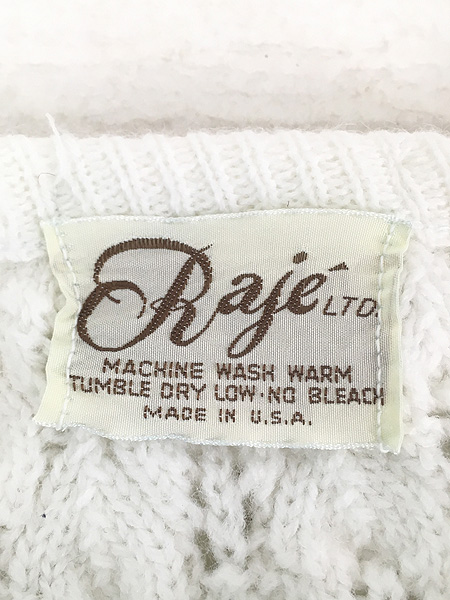 Rajé LTD.
MACHINE WASH WARM
TUMBLE DRY LOW·NO BLEACH
MADE IN U.S.A.